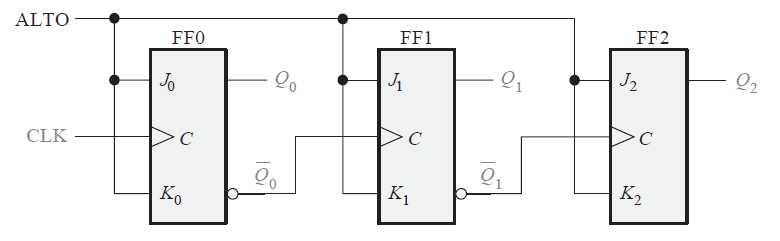 ALTO
FF0 FF1 FF2
J₀ Q₀ J₁ Q₁ J₂ Q₂
CLK C C C
Q̅₀ Q̅₁
K₀ K₁ K₂